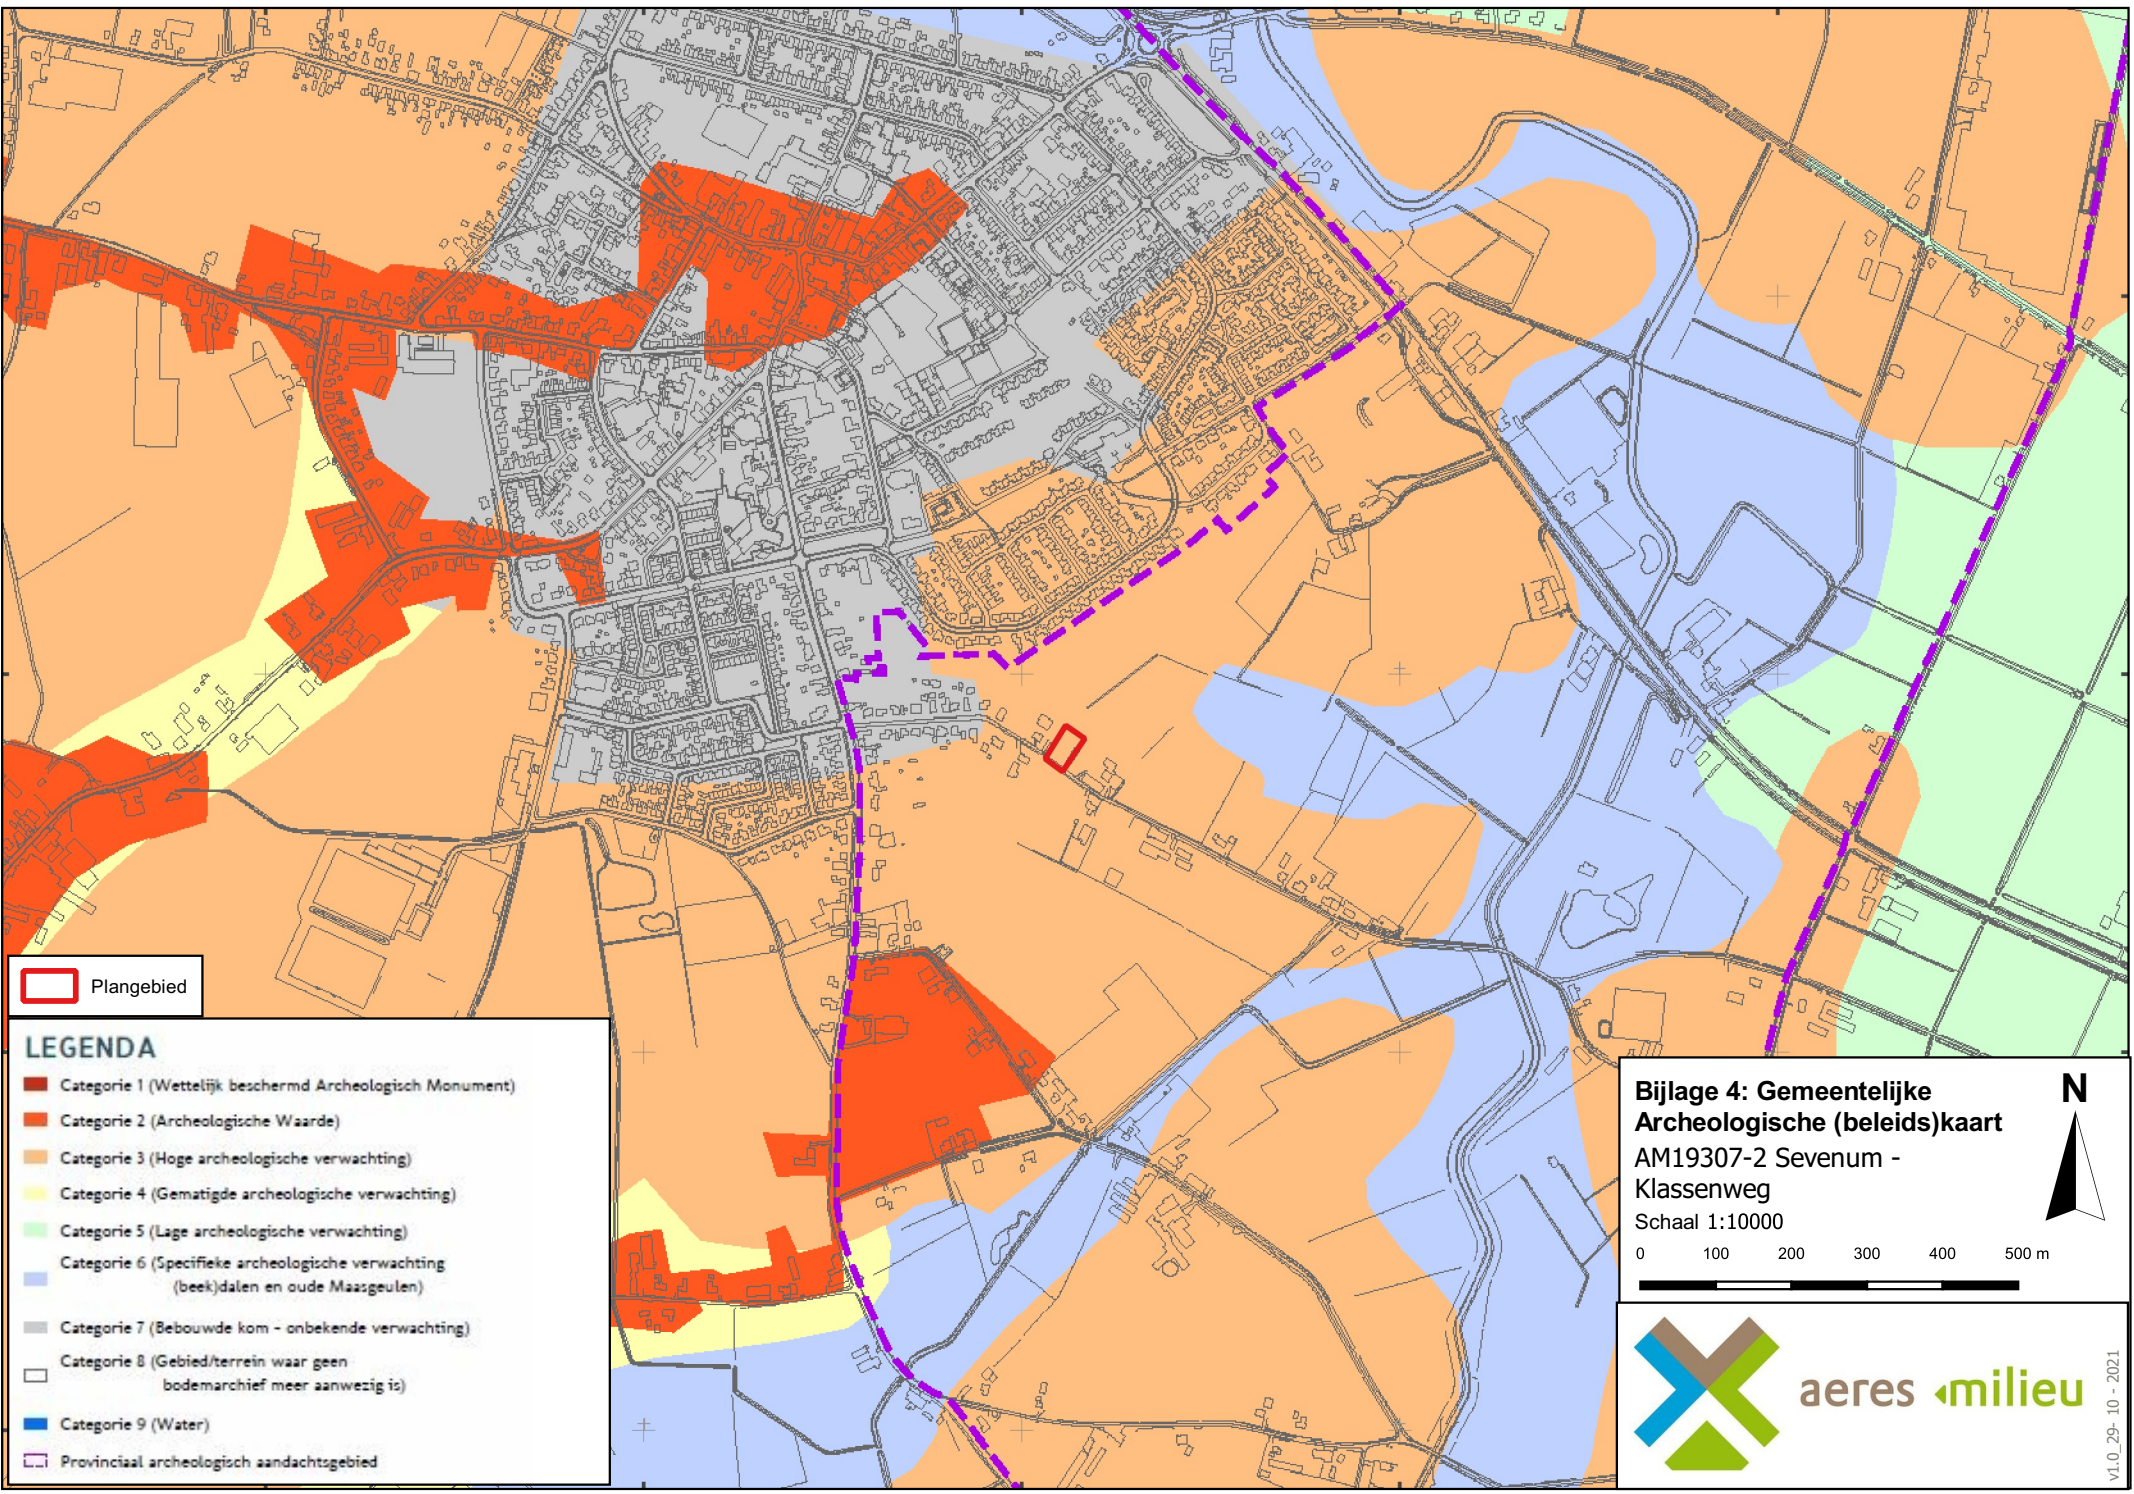 Plangebied
LEGENDA
Categorie 1 (Wettelijk beschermd Archeologisch Monument)
Categorie 2 (Archeologische Waarde)
Categorie 3 (Hoge archeologische verwachting)
Categorie 4 (Gematigde archeologische verwachting)
Categorie 5 (Lage archeologische verwachting)
Categorie 6 (Specifieke archeologische verwachting
(beek)dalen en oude Maasgeulen)
Categorie 7 (Bebouwde kom - onbekende verwachting)
Categorie 8 (Gebied/terrein waar geen
bodemarchief meer aanwezig is)
Categorie 9 (Water)
Provinciaal archeologisch aandachtsgebied
Bijlage 4: Gemeentelijke
Archeologische (beleids)kaart
AM19307-2 Sevenum -
Klassenweg
Schaal 1:10000
N
0 100 200 300 400 500 m
aeres milieu
v1.0_29- 10 - 2021